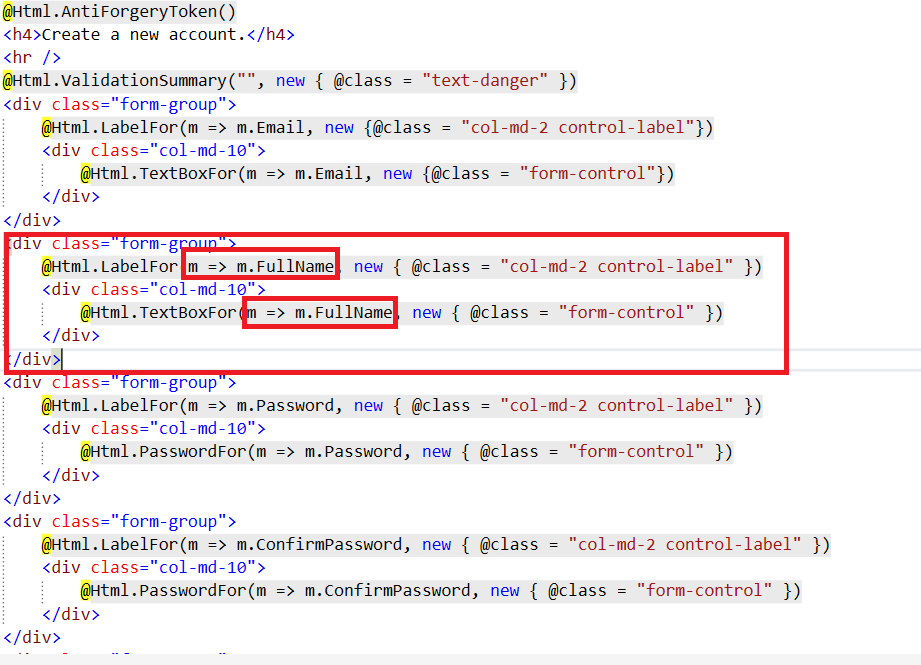 @Html.AntiForgeryToken()
<h4>Create a new account.</h4>
<hr />
@Html.ValidationSummary("", new { @class = "text-danger" })
<div class="form-group">
@Html.LabelFor(m => m.Email, new {@class = "col-md-2 control-label"})
<div class="col-md-10">
@Html.TextBoxFor(m => m.Email, new {@class = "form-control"})
</div>
</div>
<div class="form-group">
@Html.LabelFor(m => m.FullName, new { @class = "col-md-2 control-label" })
<div class="col-md-10">
@Html.TextBoxFor(m => m.FullName, new { @class = "form-control" })
</div>
</div>
<div class="form-group">
@Html.LabelFor(m => m.Password, new { @class = "col-md-2 control-label" })
<div class="col-md-10">
@Html.PasswordFor(m => m.Password, new { @class = "form-control" })
</div>
</div>
<div class="form-group">
@Html.LabelFor(m => m.ConfirmPassword, new { @class = "col-md-2 control-label" })
<div class="col-md-10">
@Html.PasswordFor(m => m.ConfirmPassword, new { @class = "form-control" })
</div>
</div>